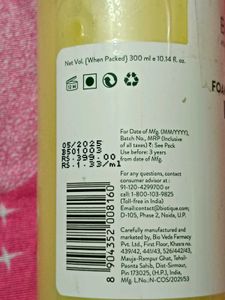 Net Vol. (When Packed) 300 ml e 10.14 fl. oz.
12 M
FOA
05/2025
B501003
RS.399.00
RS.1.33/ml
For Date of Mfg. (MM/YYYY),
Batch No., MRP (Inclusive
of all taxes) ₹: See Pack
Use before: 3 years
from date of Mfg.
For any questions, contact
consumer advisor at:
91-120-4299700 or
call 1-800-103-9825
(Toll-free in India)
or contact@biotique.com
D-105, Phase 2, Noida, U.P.
Carefully manufactured and
marketed by, Bio Veda Farmacy
Pvt. Ltd., First Floor, Khasra no.
439/42, 441/43, 526/442/43,
Mauja-Rampur Ghat, Tehsil-
Paonta Sahib, Dist.-Sirmour,
Pin 173025, (H.P.), INDIA,
Mfg. L.No.: N-COS/2021/53
8 904352 008160